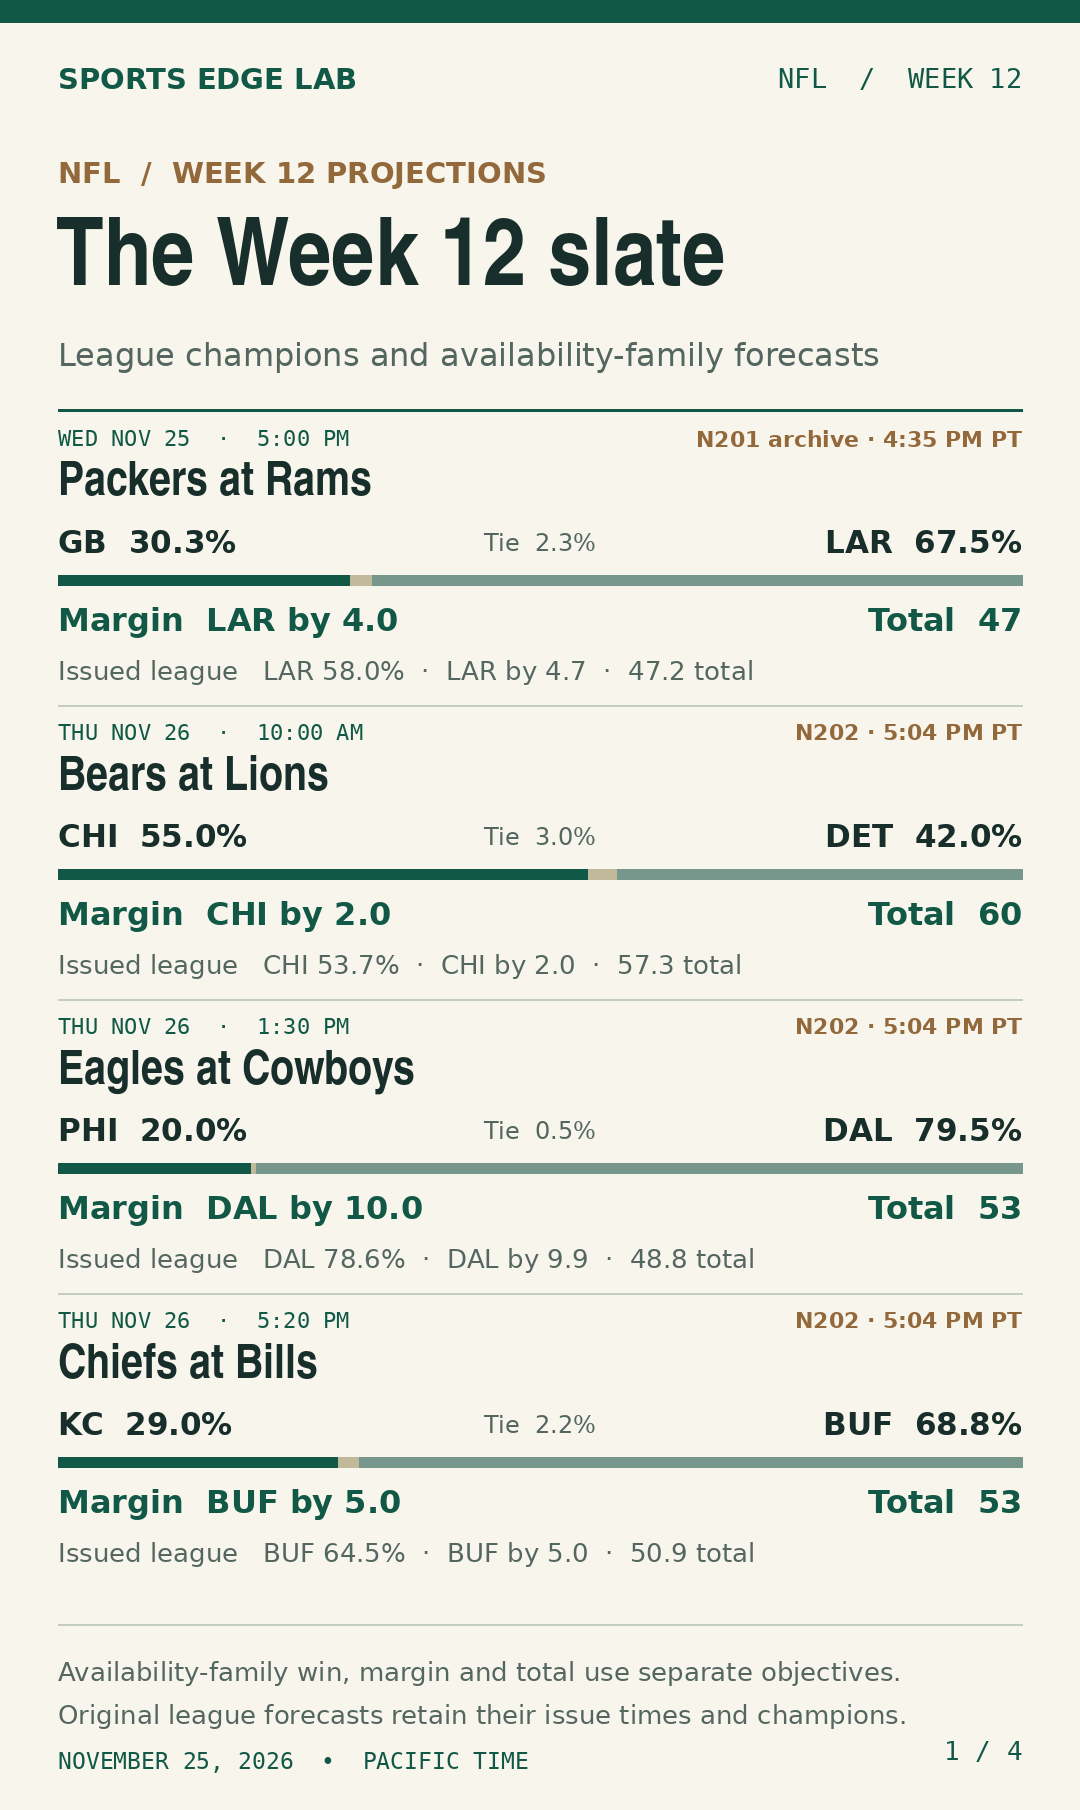 SPORTS EDGE LAB
NFL / WEEK 12
NFL / WEEK 12 PROJECTIONS
The Week 12 slate
League champions and availability-family forecasts
WED NOV 25 · 5:00 PM
N201 archive · 4:35 PM PT
Packers at Rams
GB 30.3%
Tie 2.3%
LAR 67.5%
Margin LAR by 4.0
Total 47
Issued league LAR 58.0% · LAR by 4.7 · 47.2 total
THU NOV 26 · 10:00 AM
N202 · 5:04 PM PT
Bears at Lions
CHI 55.0%
Tie 3.0%
DET 42.0%
Margin CHI by 2.0
Total 60
Issued league CHI 53.7% · CHI by 2.0 · 57.3 total
THU NOV 26 · 1:30 PM
N202 · 5:04 PM PT
Eagles at Cowboys
PHI 20.0%
Tie 0.5%
DAL 79.5%
Margin DAL by 10.0
Total 53
Issued league DAL 78.6% · DAL by 9.9 · 48.8 total
THU NOV 26 · 5:20 PM
N202 · 5:04 PM PT
Chiefs at Bills
KC 29.0%
Tie 2.2%
BUF 68.8%
Margin BUF by 5.0
Total 53
Issued league BUF 64.5% · BUF by 5.0 · 50.9 total
Availability-family win, margin and total use separate objectives.
Original league forecasts retain their issue times and champions.
NOVEMBER 25, 2026 • PACIFIC TIME
1 / 4